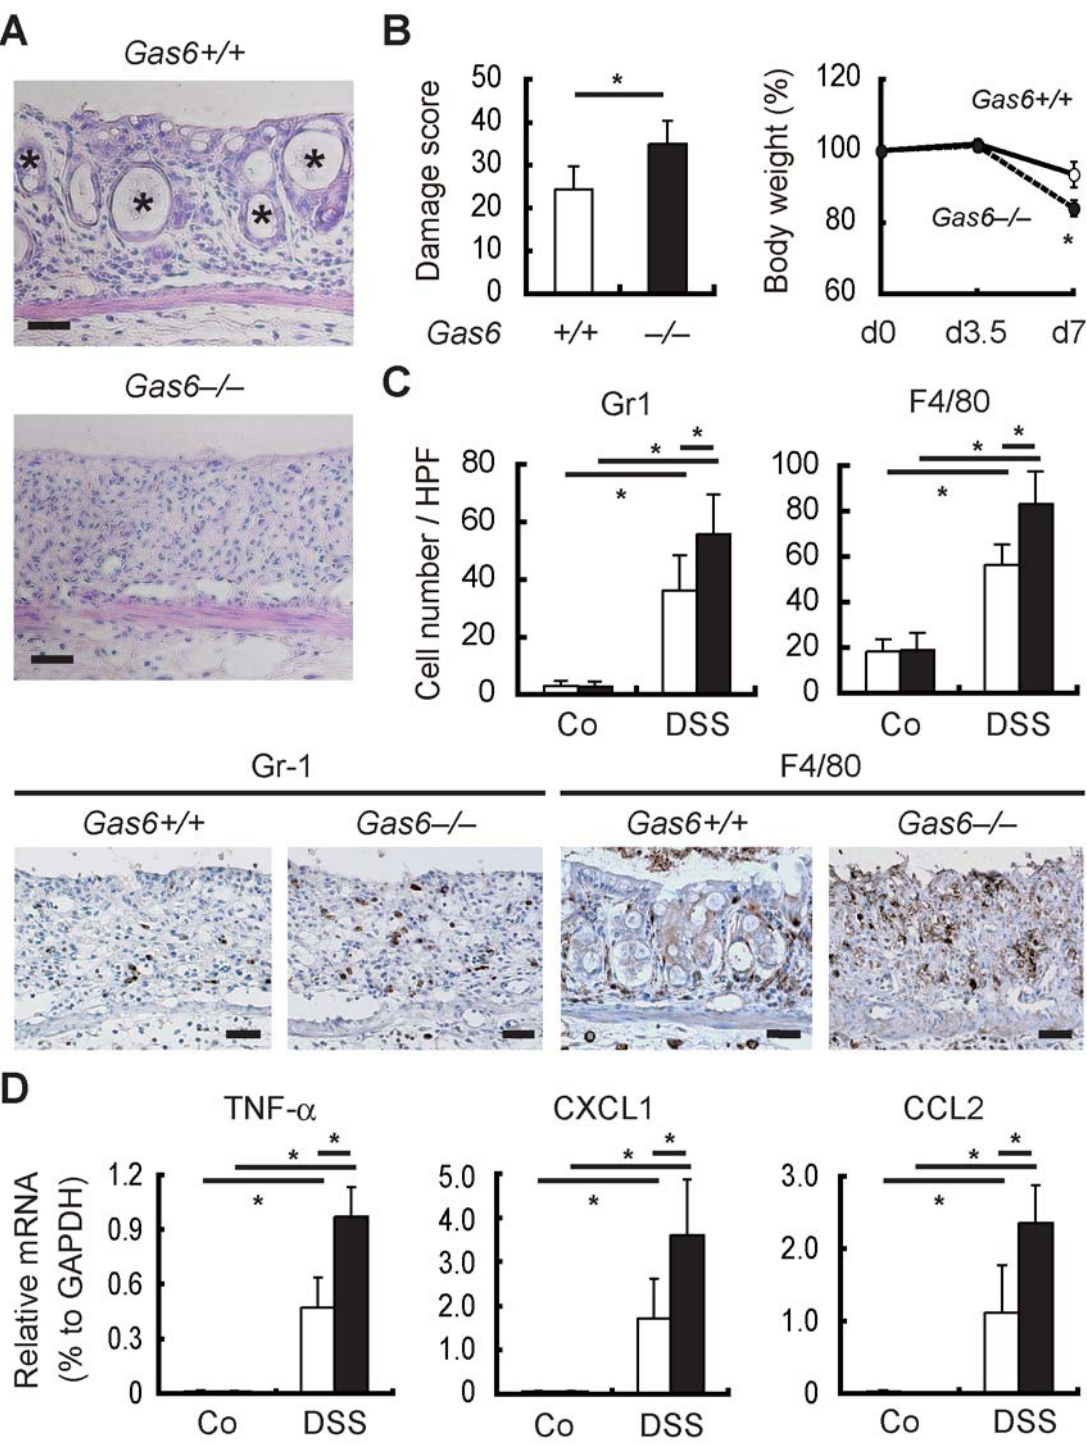 A
Gas6+/+
* * * *
Gas6–/–
B
Damage score
50
40
30
20
10
0
*
Gas6 +/+ –/–
Body weight (%)
120
100
80
60
Gas6+/+
Gas6–/–
*
d0 d3.5 d7
C
Gr1
Cell number / HPF
80
60
40
20
0
*
*
*
Co DSS
F4/80
100
80
60
40
20
0
*
*
*
Co DSS
Gr-1 F4/80
Gas6+/+ Gas6–/– Gas6+/+ Gas6–/–
D
Relative mRNA
(% to GAPDH)
TNF-α
1.2
0.9
0.6
0.3
0
*
*
*
Co DSS
CXCL1
5.0
4.0
3.0
2.0
1.0
0
*
*
*
Co DSS
CCL2
3.0
2.0
1.0
0
*
*
*
Co DSS